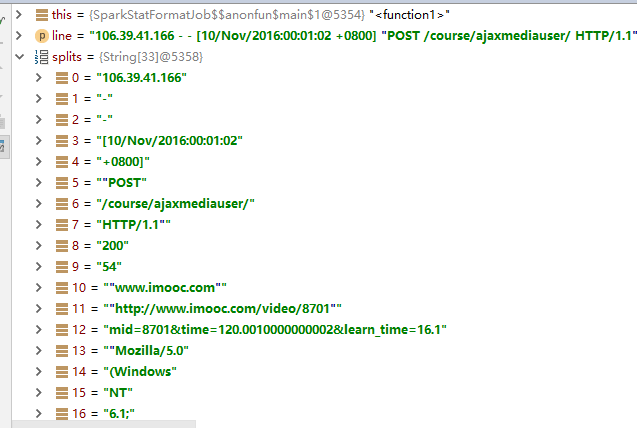 this = {SparkStatFormatJob$$anonfun$main$1@5354} "<function1>"
p line = "106.39.41.166 - - [10/Nov/2016:00:01:02 +0800] "POST /course/ajaxmediauser/ HTTP/1.1"
splits = {String[33]@5358}
0 = "106.39.41.166"
1 = "-"
2 = "-"
3 = "[10/Nov/2016:00:01:02"
4 = "+0800]"
5 = ""POST"
6 = "/course/ajaxmediauser/"
7 = "HTTP/1.1""
8 = "200"
9 = "54"
10 = ""www.imooc.com""
11 = ""http://www.imooc.com/video/8701""
12 = "mid=8701&time=120.0010000000002&learn_time=16.1"
13 = ""Mozilla/5.0"
14 = "(Windows"
15 = "NT"
16 = "6.1;"